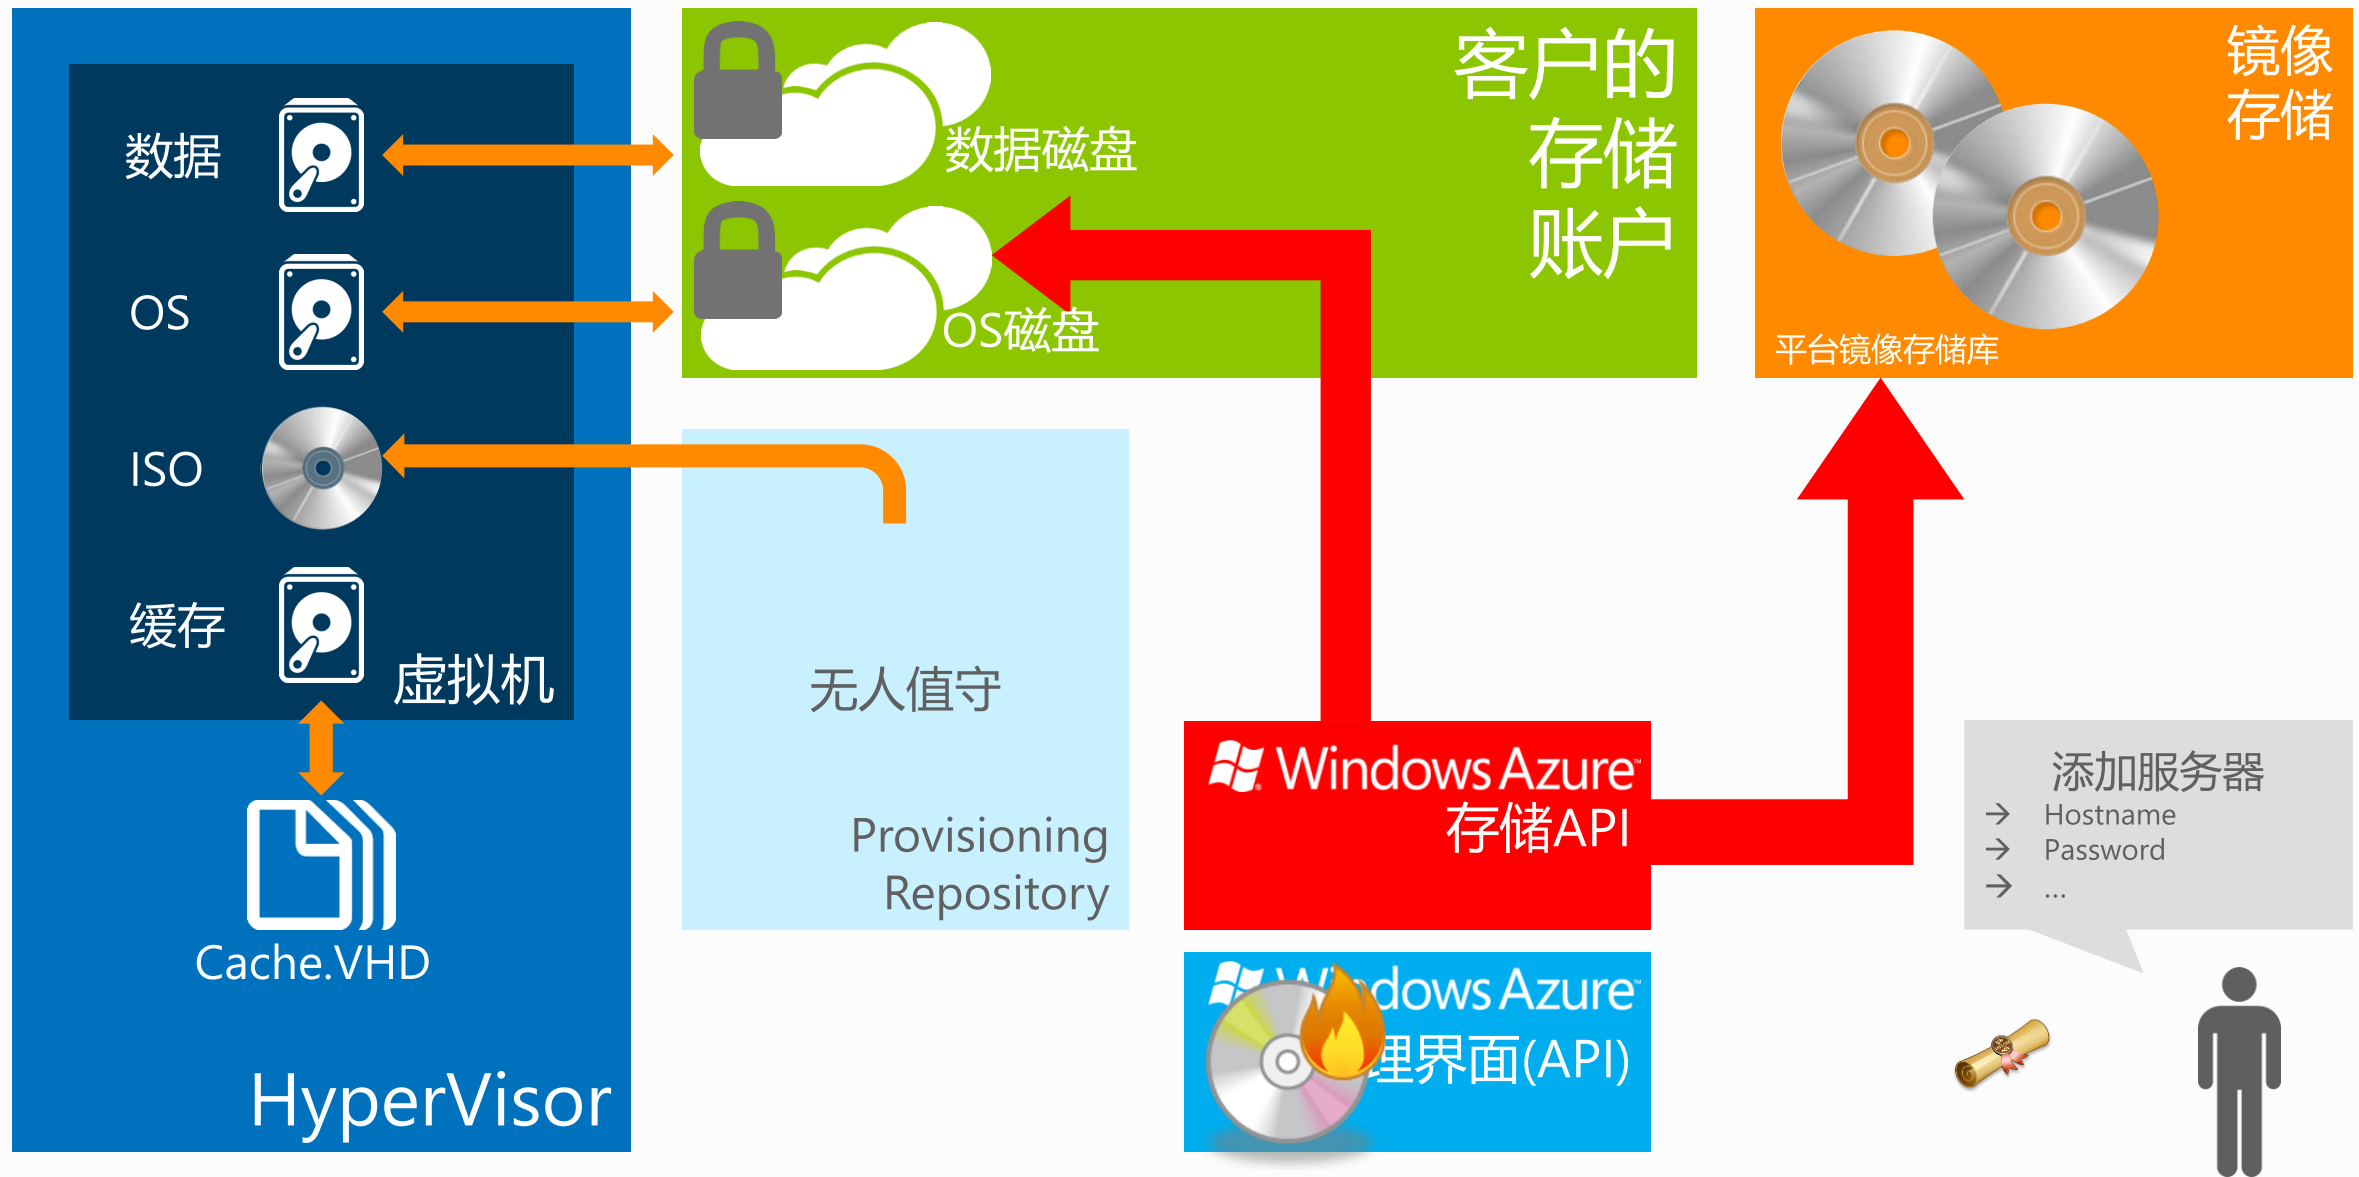 数据
OS
ISO
缓存
虚拟机
Cache.VHD
HyperVisor
数据磁盘
OS磁盘
客户的
存储
账户
镜像
存储
平台镜像存储库
无人值守
Provisioning
Repository
Windows Azure™
存储API
dows Azure™
理界面(API)
添加服务器
→ Hostname
→ Password
→ ...